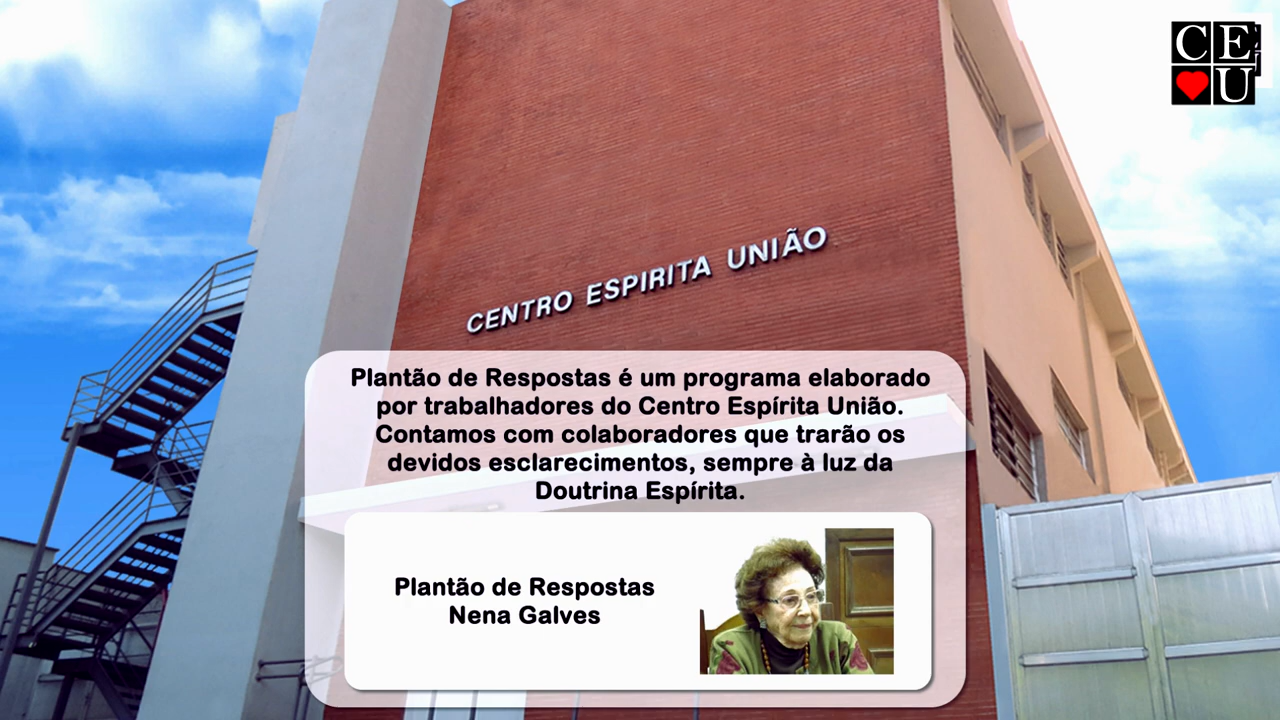 CE
U
CENTRO ESPIRITA UNIÃO
Plantão de Respostas é um programa elaborado
por trabalhadores do Centro Espírita União.
Contamos com colaboradores que trarão os
devidos esclarecimentos, sempre à luz da
Doutrina Espírita.
Plantão de Respostas
Nena Galves